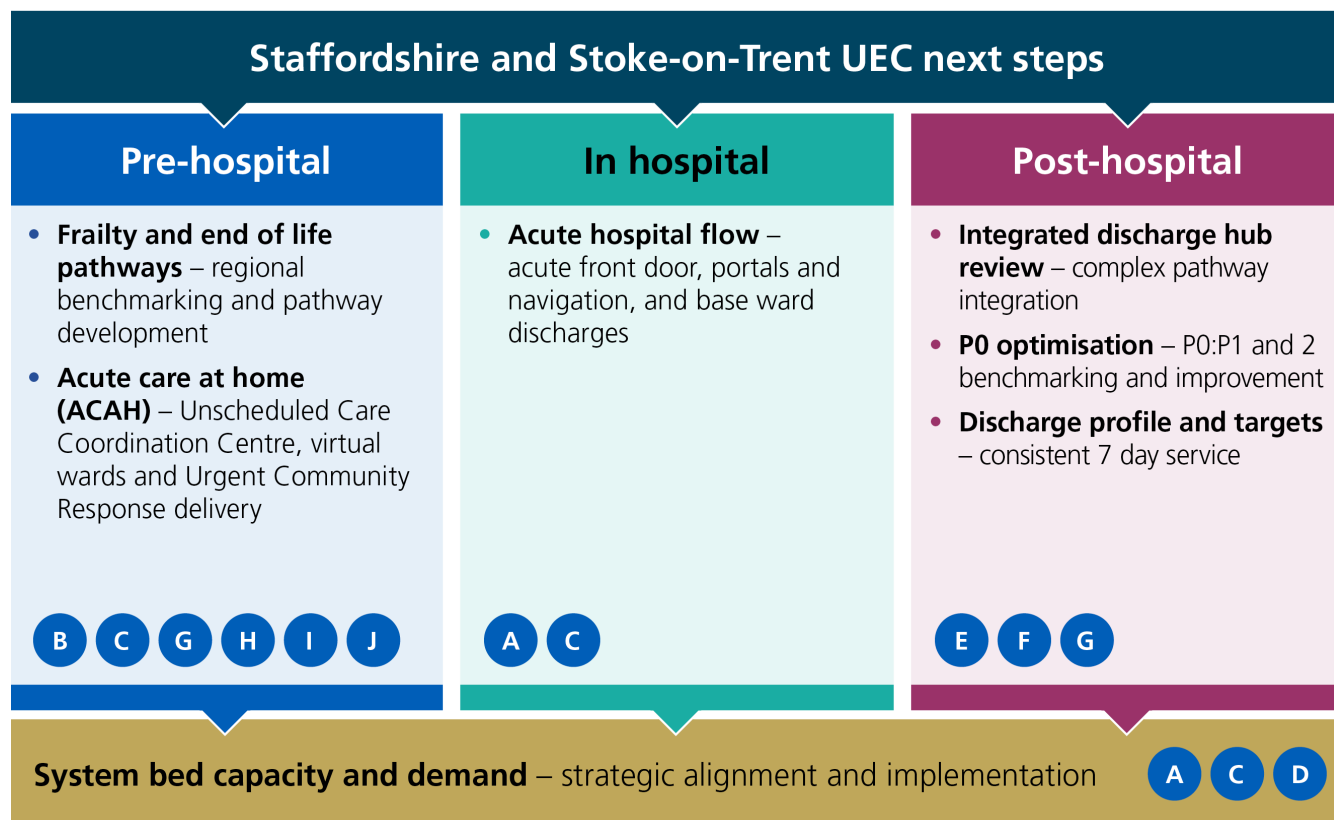 Staffordshire and Stoke-on-Trent UEC next steps
Pre-hospital
• Frailty and end of life
pathways – regional
benchmarking and pathway
development
• Acute care at home
(ACAH) – Unscheduled Care
Coordination Centre, virtual
wards and Urgent Community
Response delivery
B C G H I J
In hospital
• Acute hospital flow –
acute front door, portals and
navigation, and base ward
discharges
A C
Post-hospital
• Integrated discharge hub
review – complex pathway
integration
• P0 optimisation – P0:P1 and 2
benchmarking and improvement
• Discharge profile and targets
– consistent 7 day service
E F G
System bed capacity and demand – strategic alignment and implementation
A C D